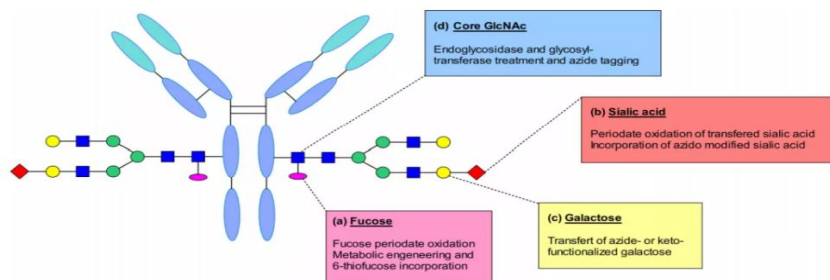 (d) Core GlcNAc
Endoglycosidase and glycosyl-
transferase treatment and azide tagging
(b) Sialic acid
Periodate oxidation of transfered sialic acid
Incorporation of azido modified sialic acid
(a) Fucose
Fucose periodate oxidation
Metabolic engeneering and
6-thiofucose incorporation
(c) Galactose
Transfert of azide- or keto-
functionalized galactose